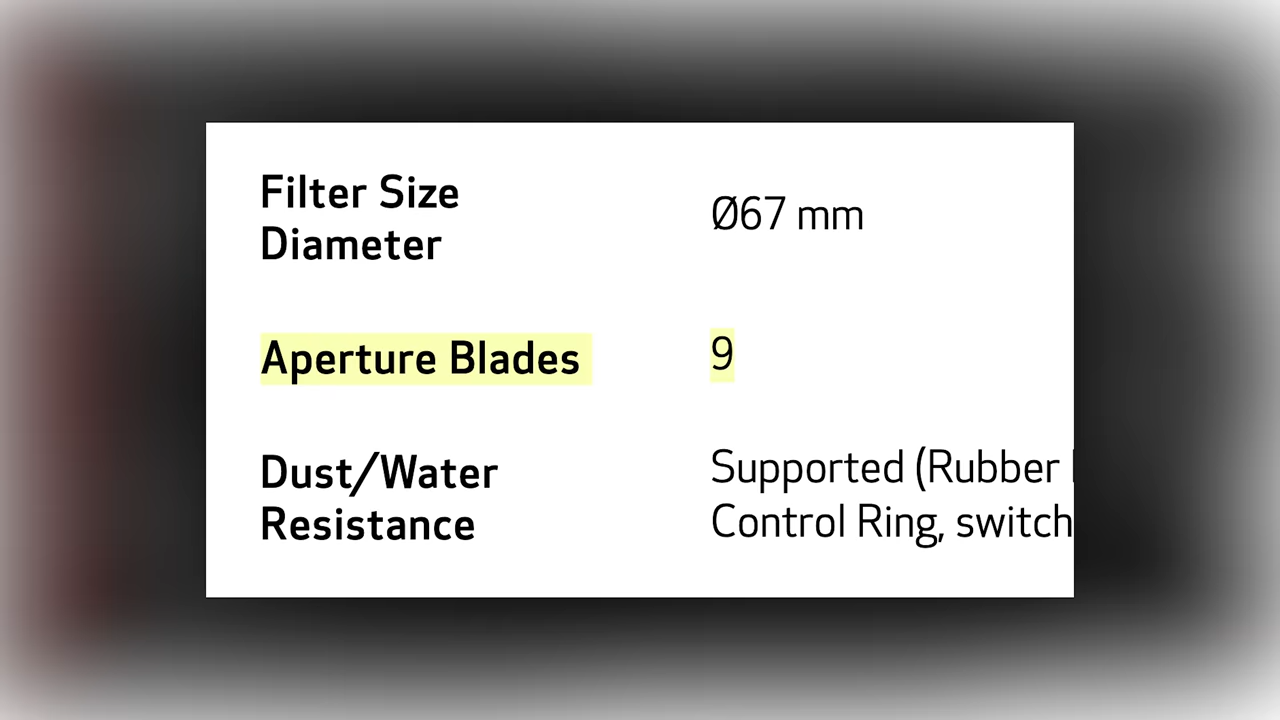 Filter Size
Diameter
Ø67 mm
Aperture Blades
9
Dust/Water
Resistance
Supported (Rubber
Control Ring, switch